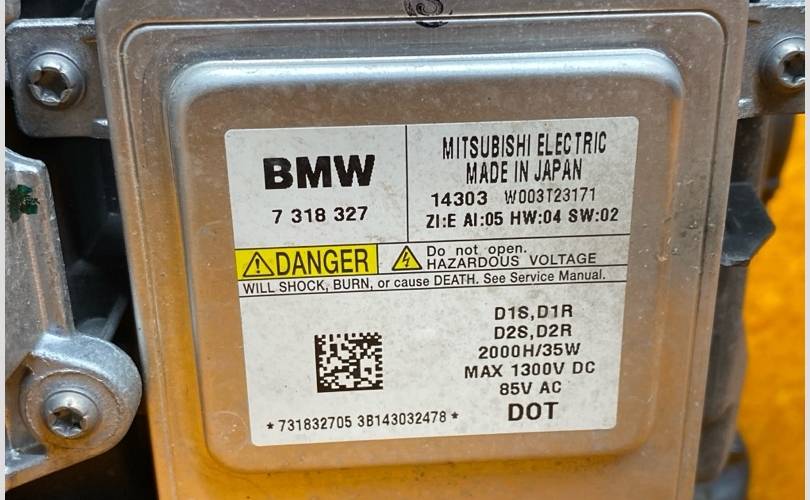 BMW
7 318 327
MITSUBISHI ELECTRIC
MADE IN JAPAN
14303 W003T23171
ZI:E AI:05 HW:04 SW:02
DANGER
Do not open.
HAZARDOUS VOLTAGE
WILL SHOCK, BURN, or cause DEATH. See Service Manual.
D1S,D1R
D2S,D2R
2000H/35W
MAX 1300V DC
85V AC
DOT
*731832705 3B143032478*